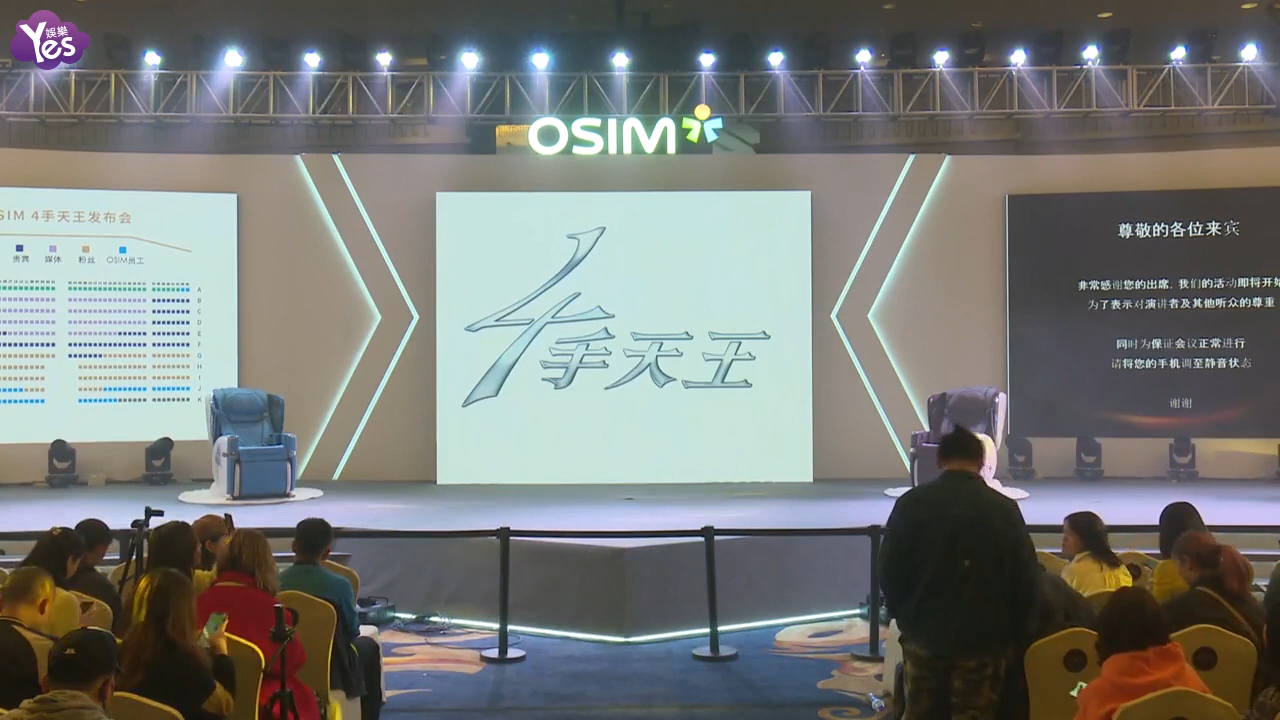 Yes娛樂
OSIM
SIM 4手天王发布会
贵宾 媒体 粉丝 OSIM员工
A
B
C
D
E
F
G
H
I
J
K
4手天王
尊敬的各位来宾
非常感谢您的出席, 我们的活动即将开始
为了表示对演讲者及其他听众的尊重
同时为保证会议正常进行
请将您的手机调至静音状态
谢谢